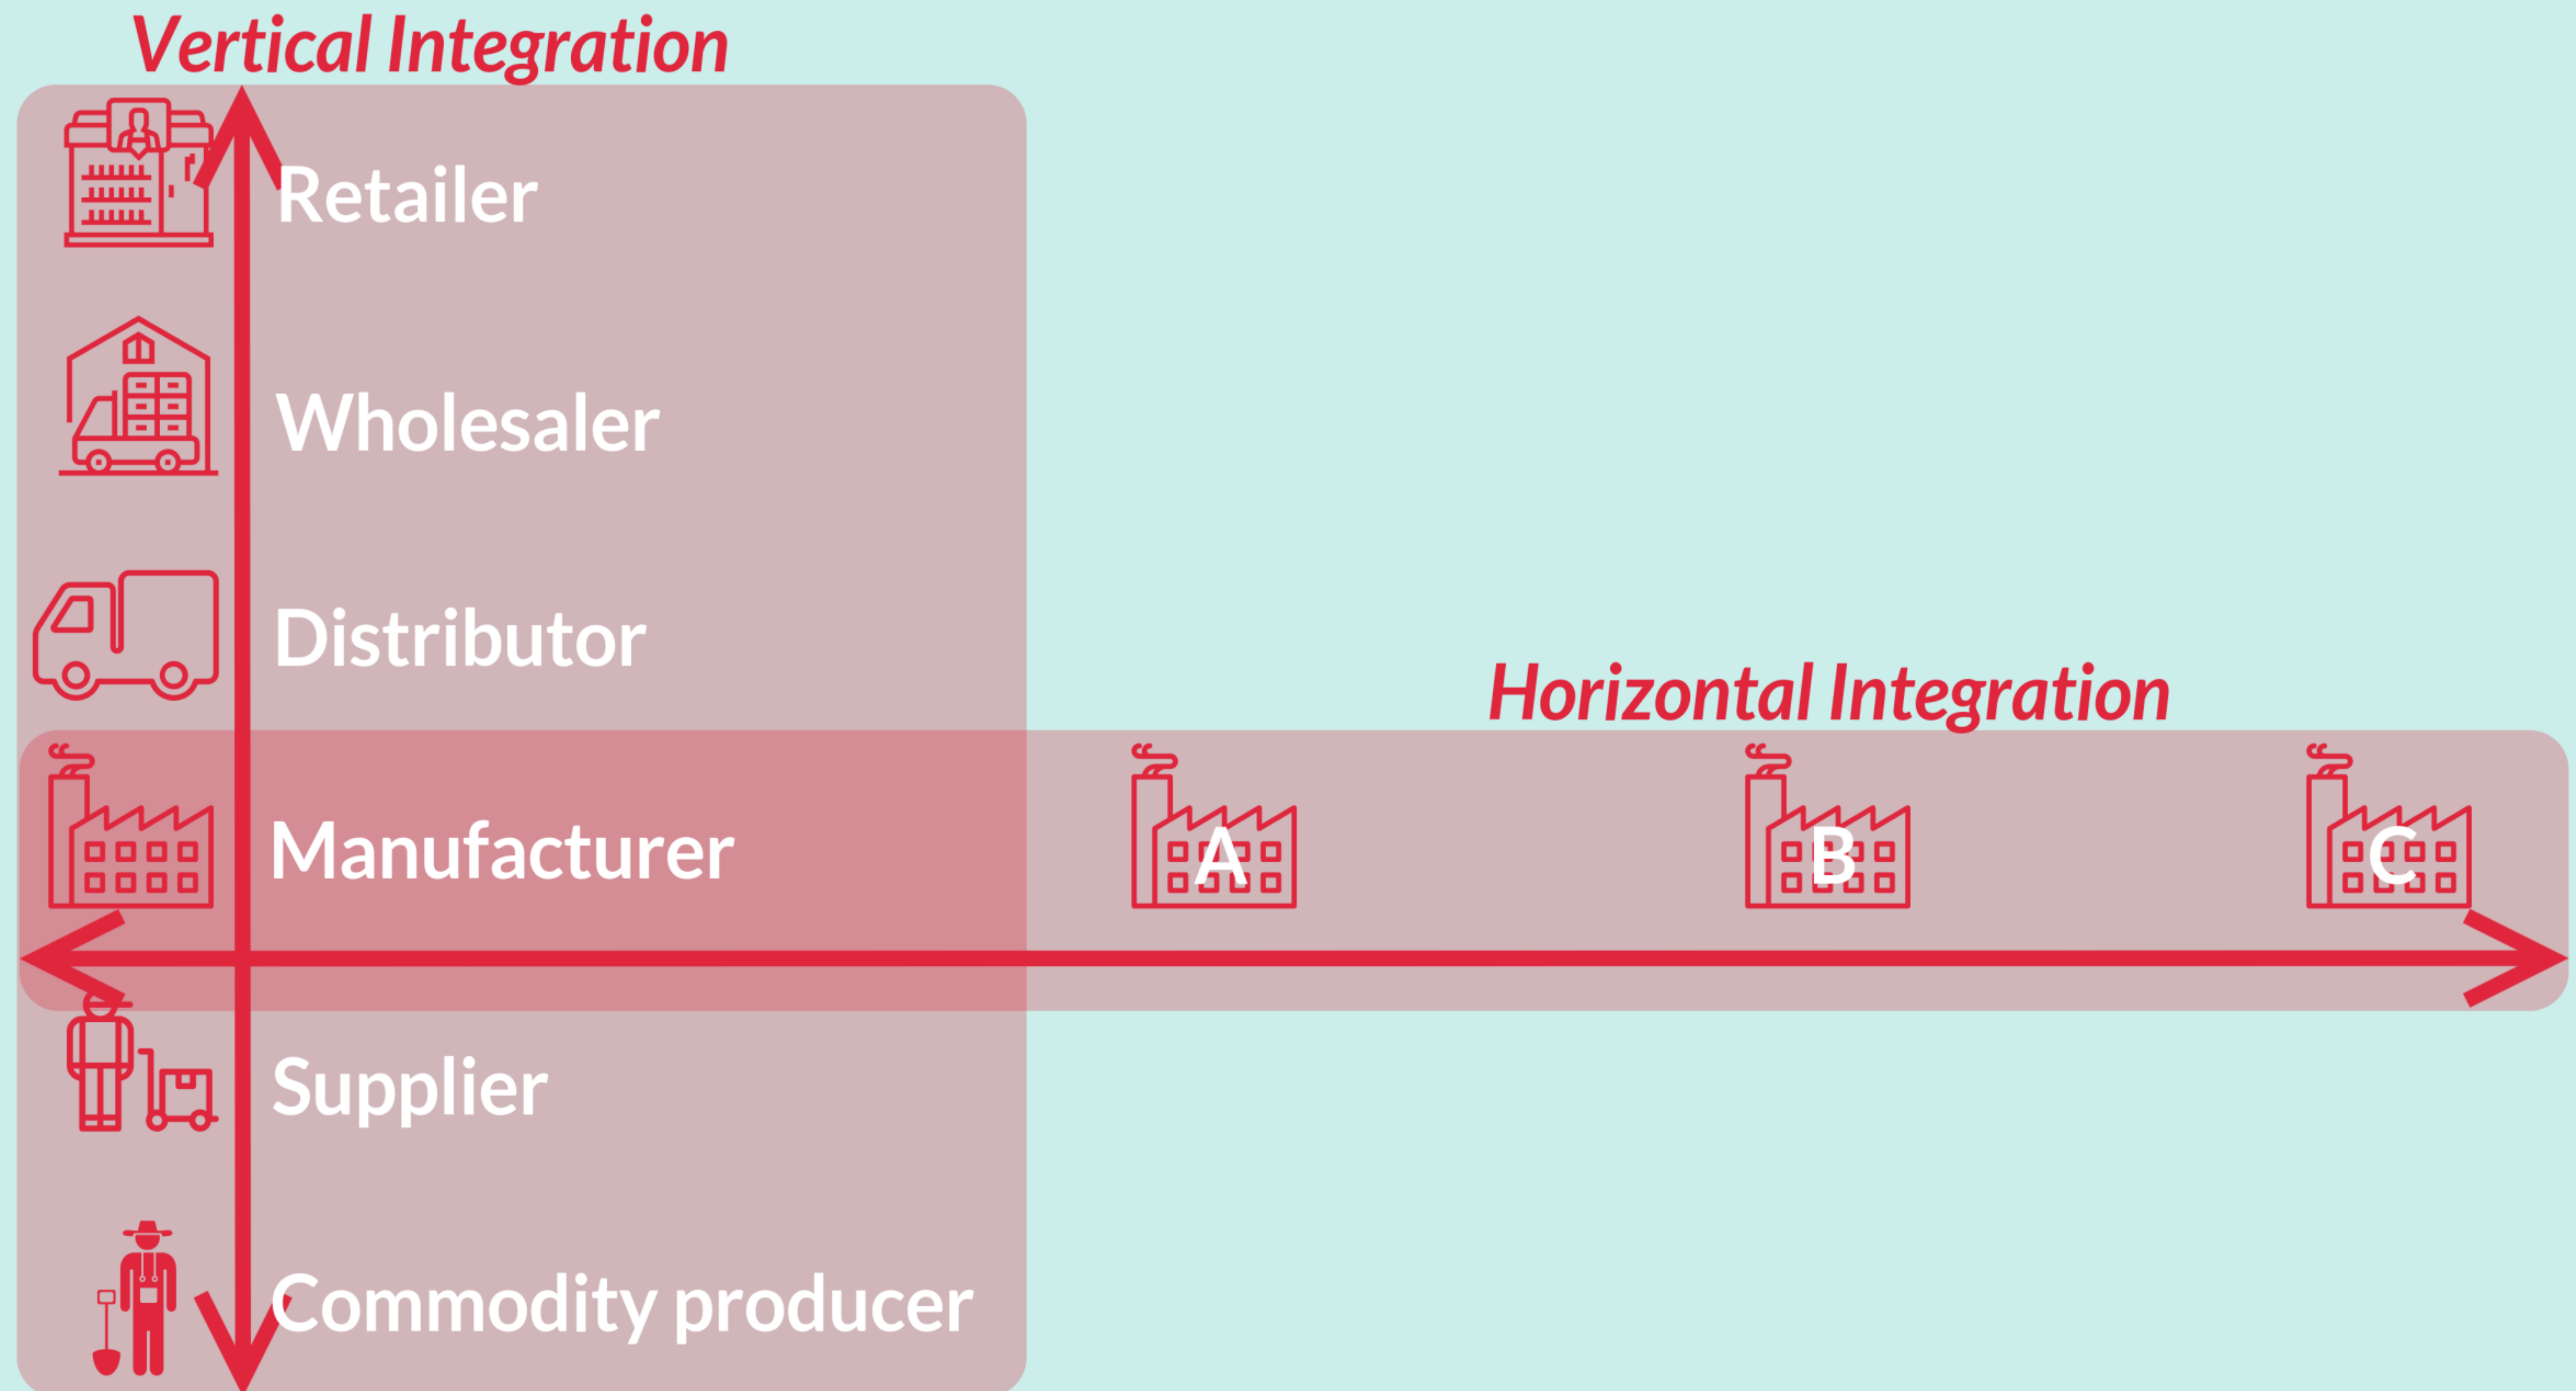 Vertical Integration
Retailer
Wholesaler
Distributor
Horizontal Integration
Manufacturer
A
B
C
Supplier
Commodity producer